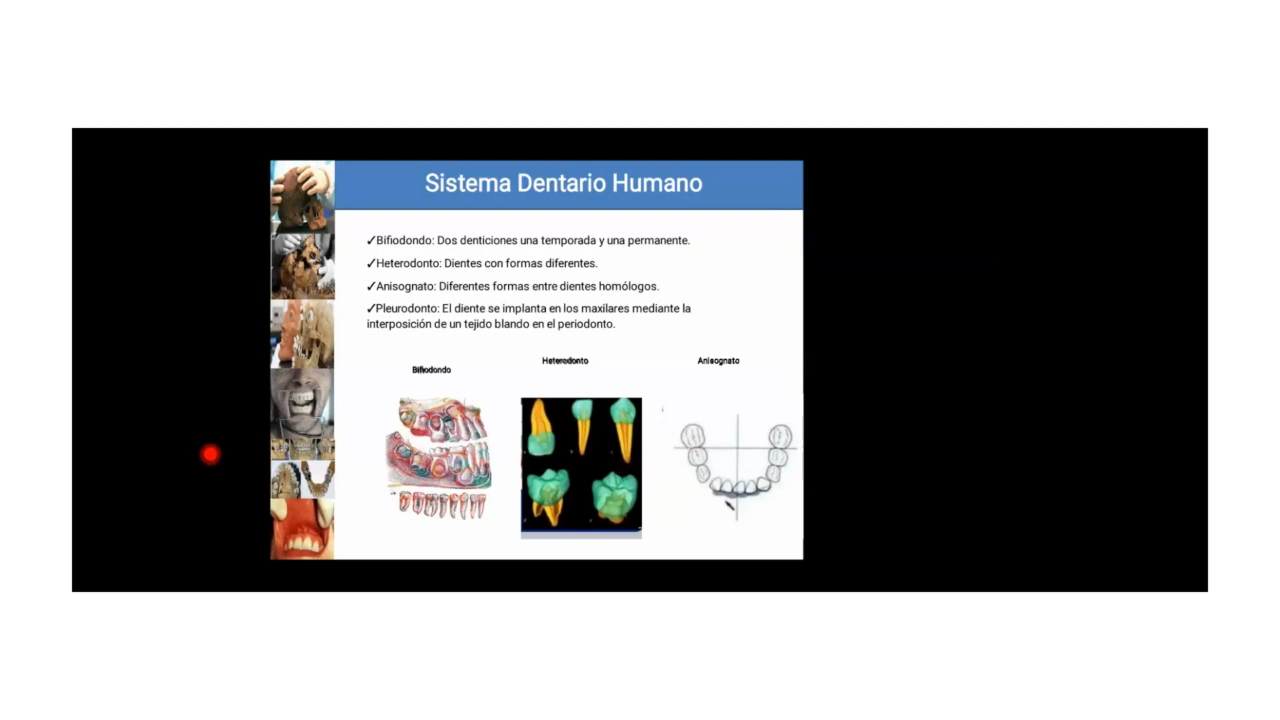 Sistema Dentario Humano
✓Bifiodondo: Dos denticiones una temporada y una permanente.
✓Heterodonto: Dientes con formas diferentes.
✓Anisognato: Diferentes formas entre dientes homólogos.
✓Pleurodonto: El diente se implanta en los maxilares mediante la
interposición de un tejido blando en el periodonto.
Bifiodondo
Heterodonto
Anisognato